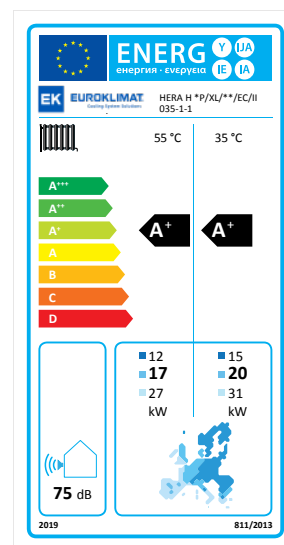 ENERG Y IJA
енергия · ενεργεια IE IA
EK EUROKLIMAT HERA H *P/XL/**/EC/II
Cooling System Solutions 035-1-1
55 °C 35 °C
A+++
A++
A+
A
B
C
D
A+ A+
12 15
17 20
27 31
kW kW
75 dB
2019 811/2013